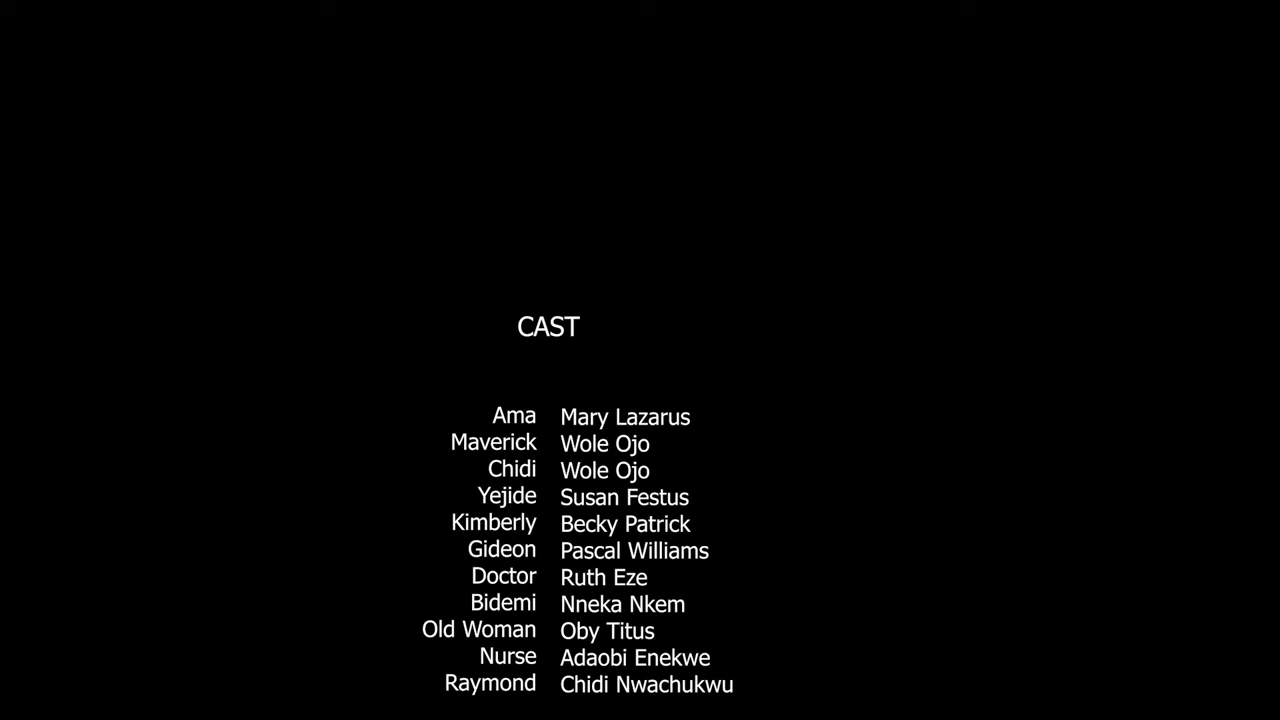 CAST
Ama Mary Lazarus
Maverick Wole Ojo
Chidi Wole Ojo
Yejide Susan Festus
Kimberly Becky Patrick
Gideon Pascal Williams
Doctor Ruth Eze
Bidemi Nneka Nkem
Old Woman Oby Titus
Nurse Adaobi Enekwe
Raymond Chidi Nwachukwu